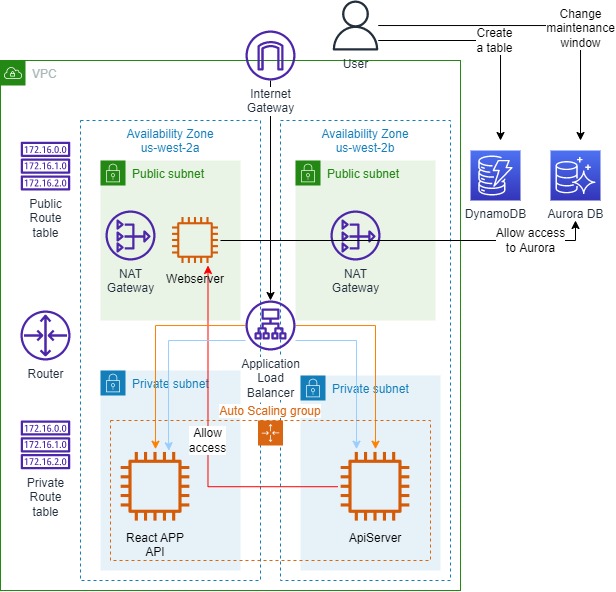 Create
a table
Change
maintenance
window
User
VPC
Internet
Gateway
Availability Zone
us-west-2a
Availability Zone
us-west-2b
172.16.0.0
172.16.1.0
172.16.2.0
Public
Route
table
Public subnet
Public subnet
DynamoDB
Aurora DB
Allow access
to Aurora
NAT
Gateway
Webserver
NAT
Gateway
Router
Application
Load
Balancer
Private subnet
Private subnet
Auto Scaling group
172.16.0.0
172.16.1.0
172.16.2.0
Private
Route
table
Allow
access
React APP
API
ApiServer